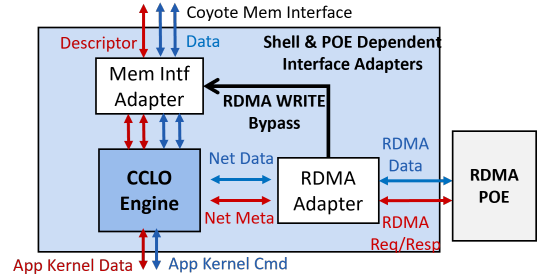 Coyote Mem Interface
Descriptor
Data
Shell & POE Dependent
Interface Adapters
Mem Intf
Adapter
RDMA WRITE
Bypass
CCLO
Engine
Net Data
Net Meta
RDMA
Adapter
RDMA
Data
RDMA
Req/Resp
RDMA
POE
App Kernel Data
App Kernel Cmd